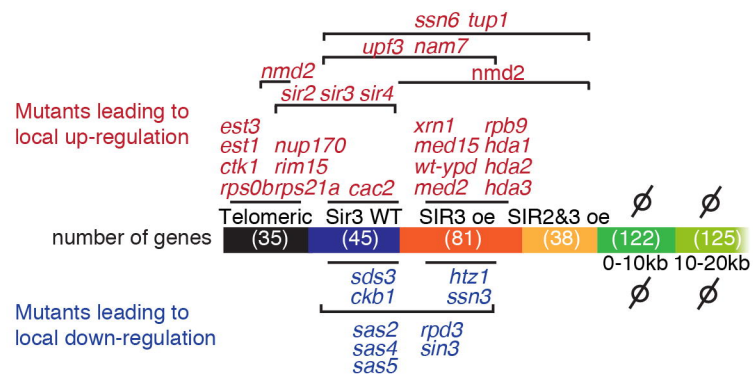 ssn6 tup1
upf3 nam7
nmd2 nmd2
sir2 sir3 sir4
Mutants leading to
local up-regulation
est3 xrn1 rpb9
est1 nup170 med15 hda1
ctk1 rim15 wt-ypd hda2
rps0brps21a cac2 med2 hda3
Telomeric Sir3 WT SIR3 oe SIR2&3 oe ∅ ∅
number of genes (35) (45) (81) (38) (122) (125)
0-10kb 10-20kb
sds3 htz1
ckb1 ssn3 ∅ ∅
Mutants leading to
local down-regulation
sas2 rpd3
sas4 sin3
sas5